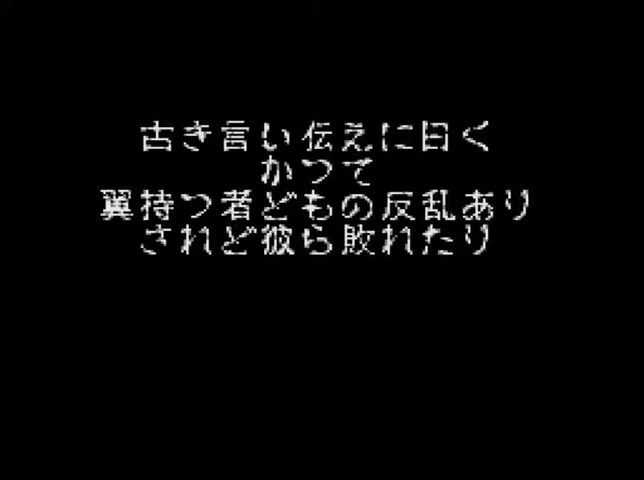 古き言い伝えに曰く
かつて
翼持つ者どもの反乱あり
されど彼ら敗れたり